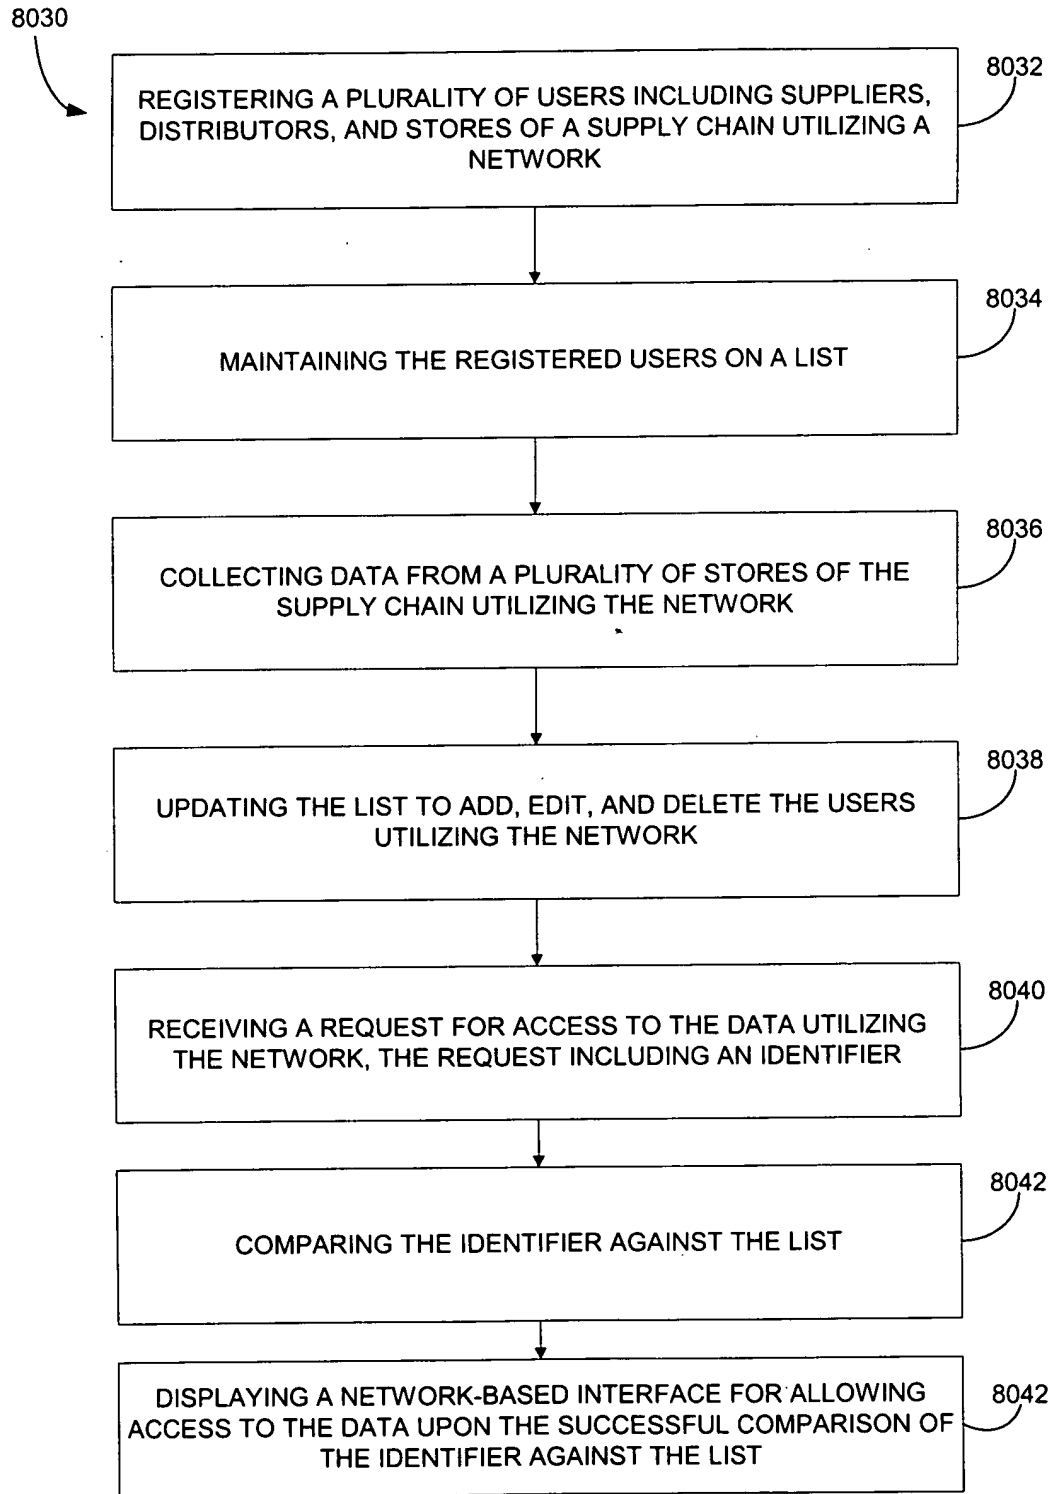 8030
8032
REGISTERING A PLURALITY OF USERS INCLUDING SUPPLIERS,
DISTRIBUTORS, AND STORES OF A SUPPLY CHAIN UTILIZING A
NETWORK
8034
MAINTAINING THE REGISTERED USERS ON A LIST
8036
COLLECTING DATA FROM A PLURALITY OF STORES OF THE
SUPPLY CHAIN UTILIZING THE NETWORK
8038
UPDATING THE LIST TO ADD, EDIT, AND DELETE THE USERS
UTILIZING THE NETWORK
8040
RECEIVING A REQUEST FOR ACCESS TO THE DATA UTILIZING
THE NETWORK, THE REQUEST INCLUDING AN IDENTIFIER
8042
COMPARING THE IDENTIFIER AGAINST THE LIST
8042
DISPLAYING A NETWORK-BASED INTERFACE FOR ALLOWING
ACCESS TO THE DATA UPON THE SUCCESSFUL COMPARISON OF
THE IDENTIFIER AGAINST THE LIST